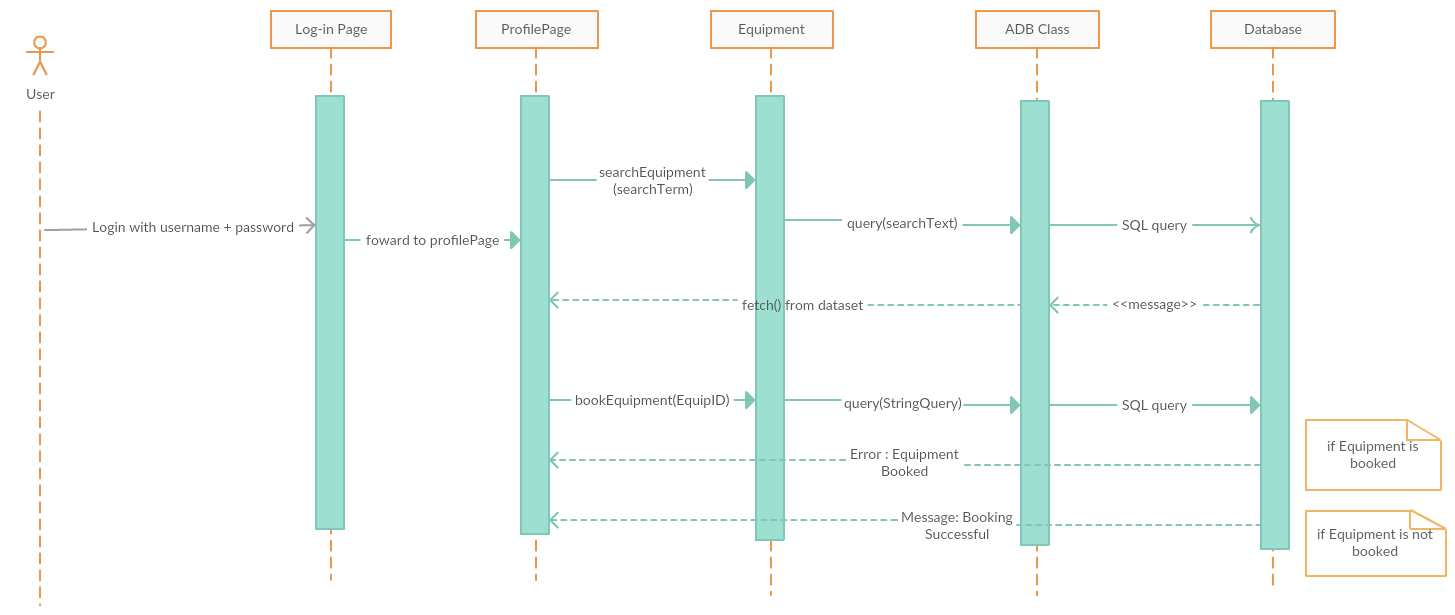 Log-in Page
ProfilePage
Equipment
ADB Class
Database
User
searchEquipment
(searchTerm)
query(searchText)
SQL query
Login with username + password
foward to profilePage
fetch() from dataset
<<message>>
bookEquipment(EquipID)
query(StringQuery)
SQL query
if Equipment is
booked
Error : Equipment
Booked
Message: Booking
Successful
if Equipment is not
booked